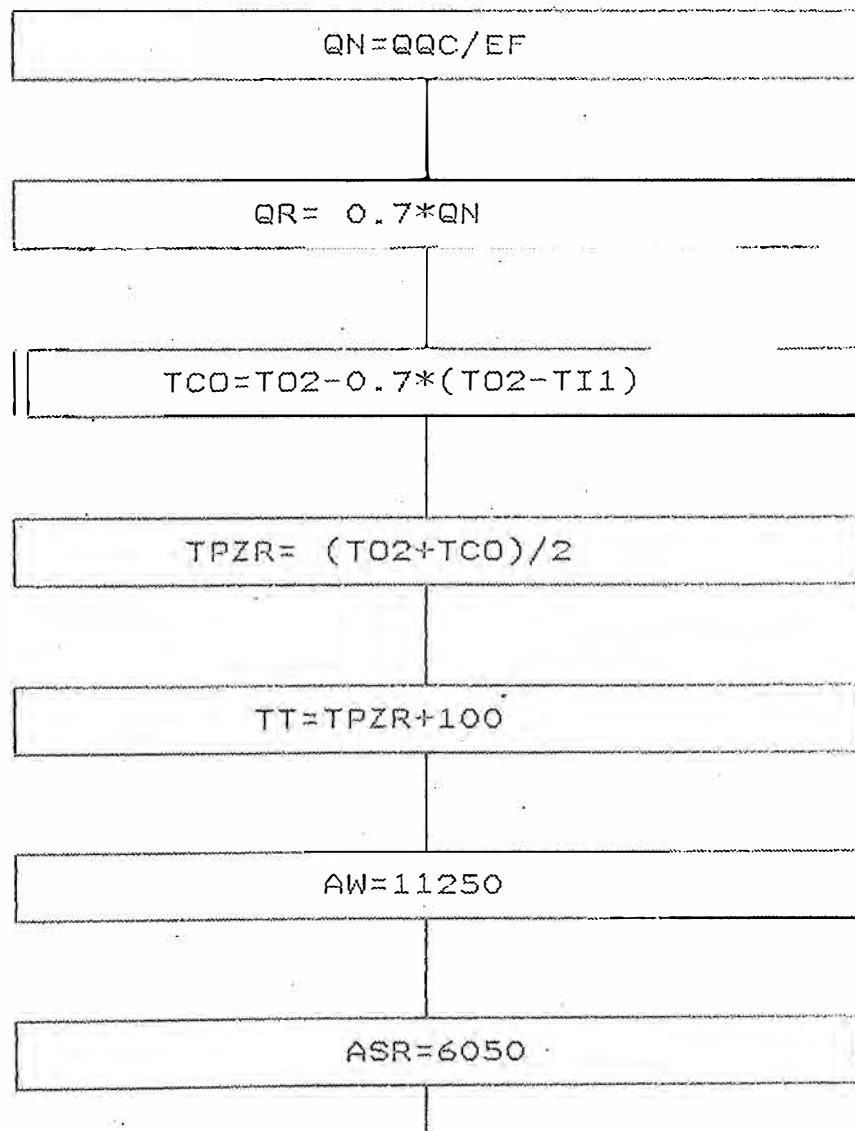 QN=QQC/EF
QR= 0.7*QN
TCO=TO2-0.7*(TO2-TI1)
TPZR= (TO2+TCO)/2
TT=TPZR+100
AW=11250
ASR=6050